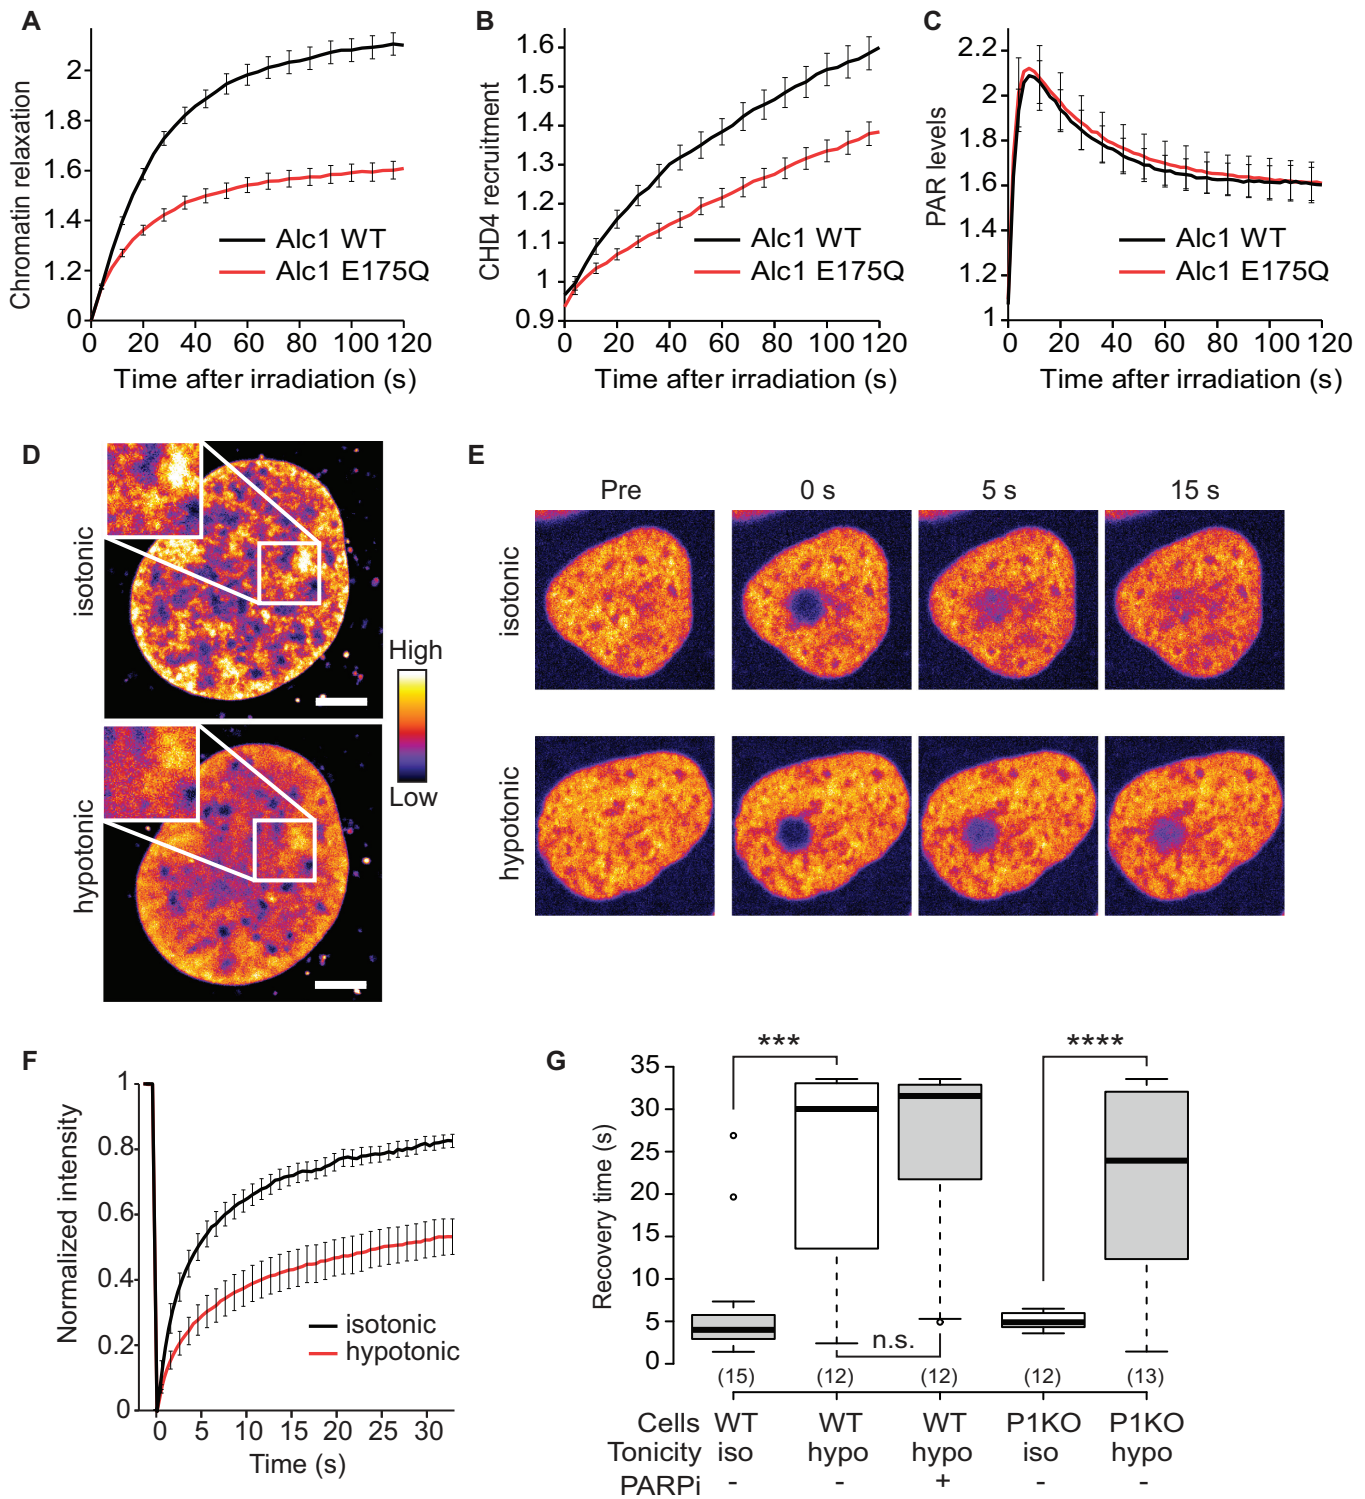 A
Chromatin relaxation
2
1.8
1.6
1.4
1.2
0
0 20 40 60 80 100 120
Time after irradiation (s)
Alc1 WT
Alc1 E175Q
B
CHD4 recruitment
1.6
1.5
1.4
1.3
1.2
1.1
1
0.9
0 20 40 60 80 100 120
Time after irradiation (s)
Alc1 WT
Alc1 E175Q
C
PAR levels
2.2
2
1.8
1.6
1.4
1.2
1
0 20 40 60 80 100 120
Time after irradiation (s)
Alc1 WT
Alc1 E175Q
D
isotonic
hypotonic
High
Low
E
Pre 0 s 5 s 15 s
isotonic
hypotonic
F
Normalized intensity
1
0.8
0.6
0.4
0.2
0
0 5 10 15 20 25 30
Time (s)
isotonic
hypotonic
G
Recovery time (s)
35
30
25
20
15
10
5
0
*** ****
n.s.
(15) (12) (12) (12) (13)
Cells WT WT WT P1KO P1KO
Tonicity iso hypo hypo iso hypo
PARPi - - + - -